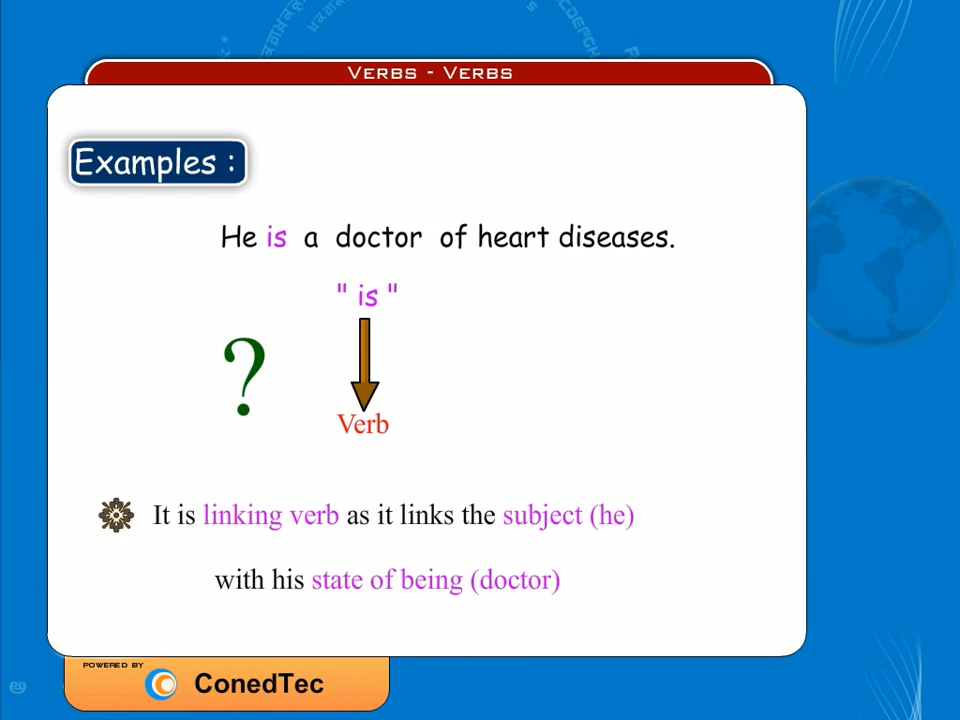 Verbs - Verbs
Examples :
He is a doctor of heart diseases.
" is "
?
Verb
It is linking verb as it links the subject (he)
with his state of being (doctor)
POWERED BY
ConedTec